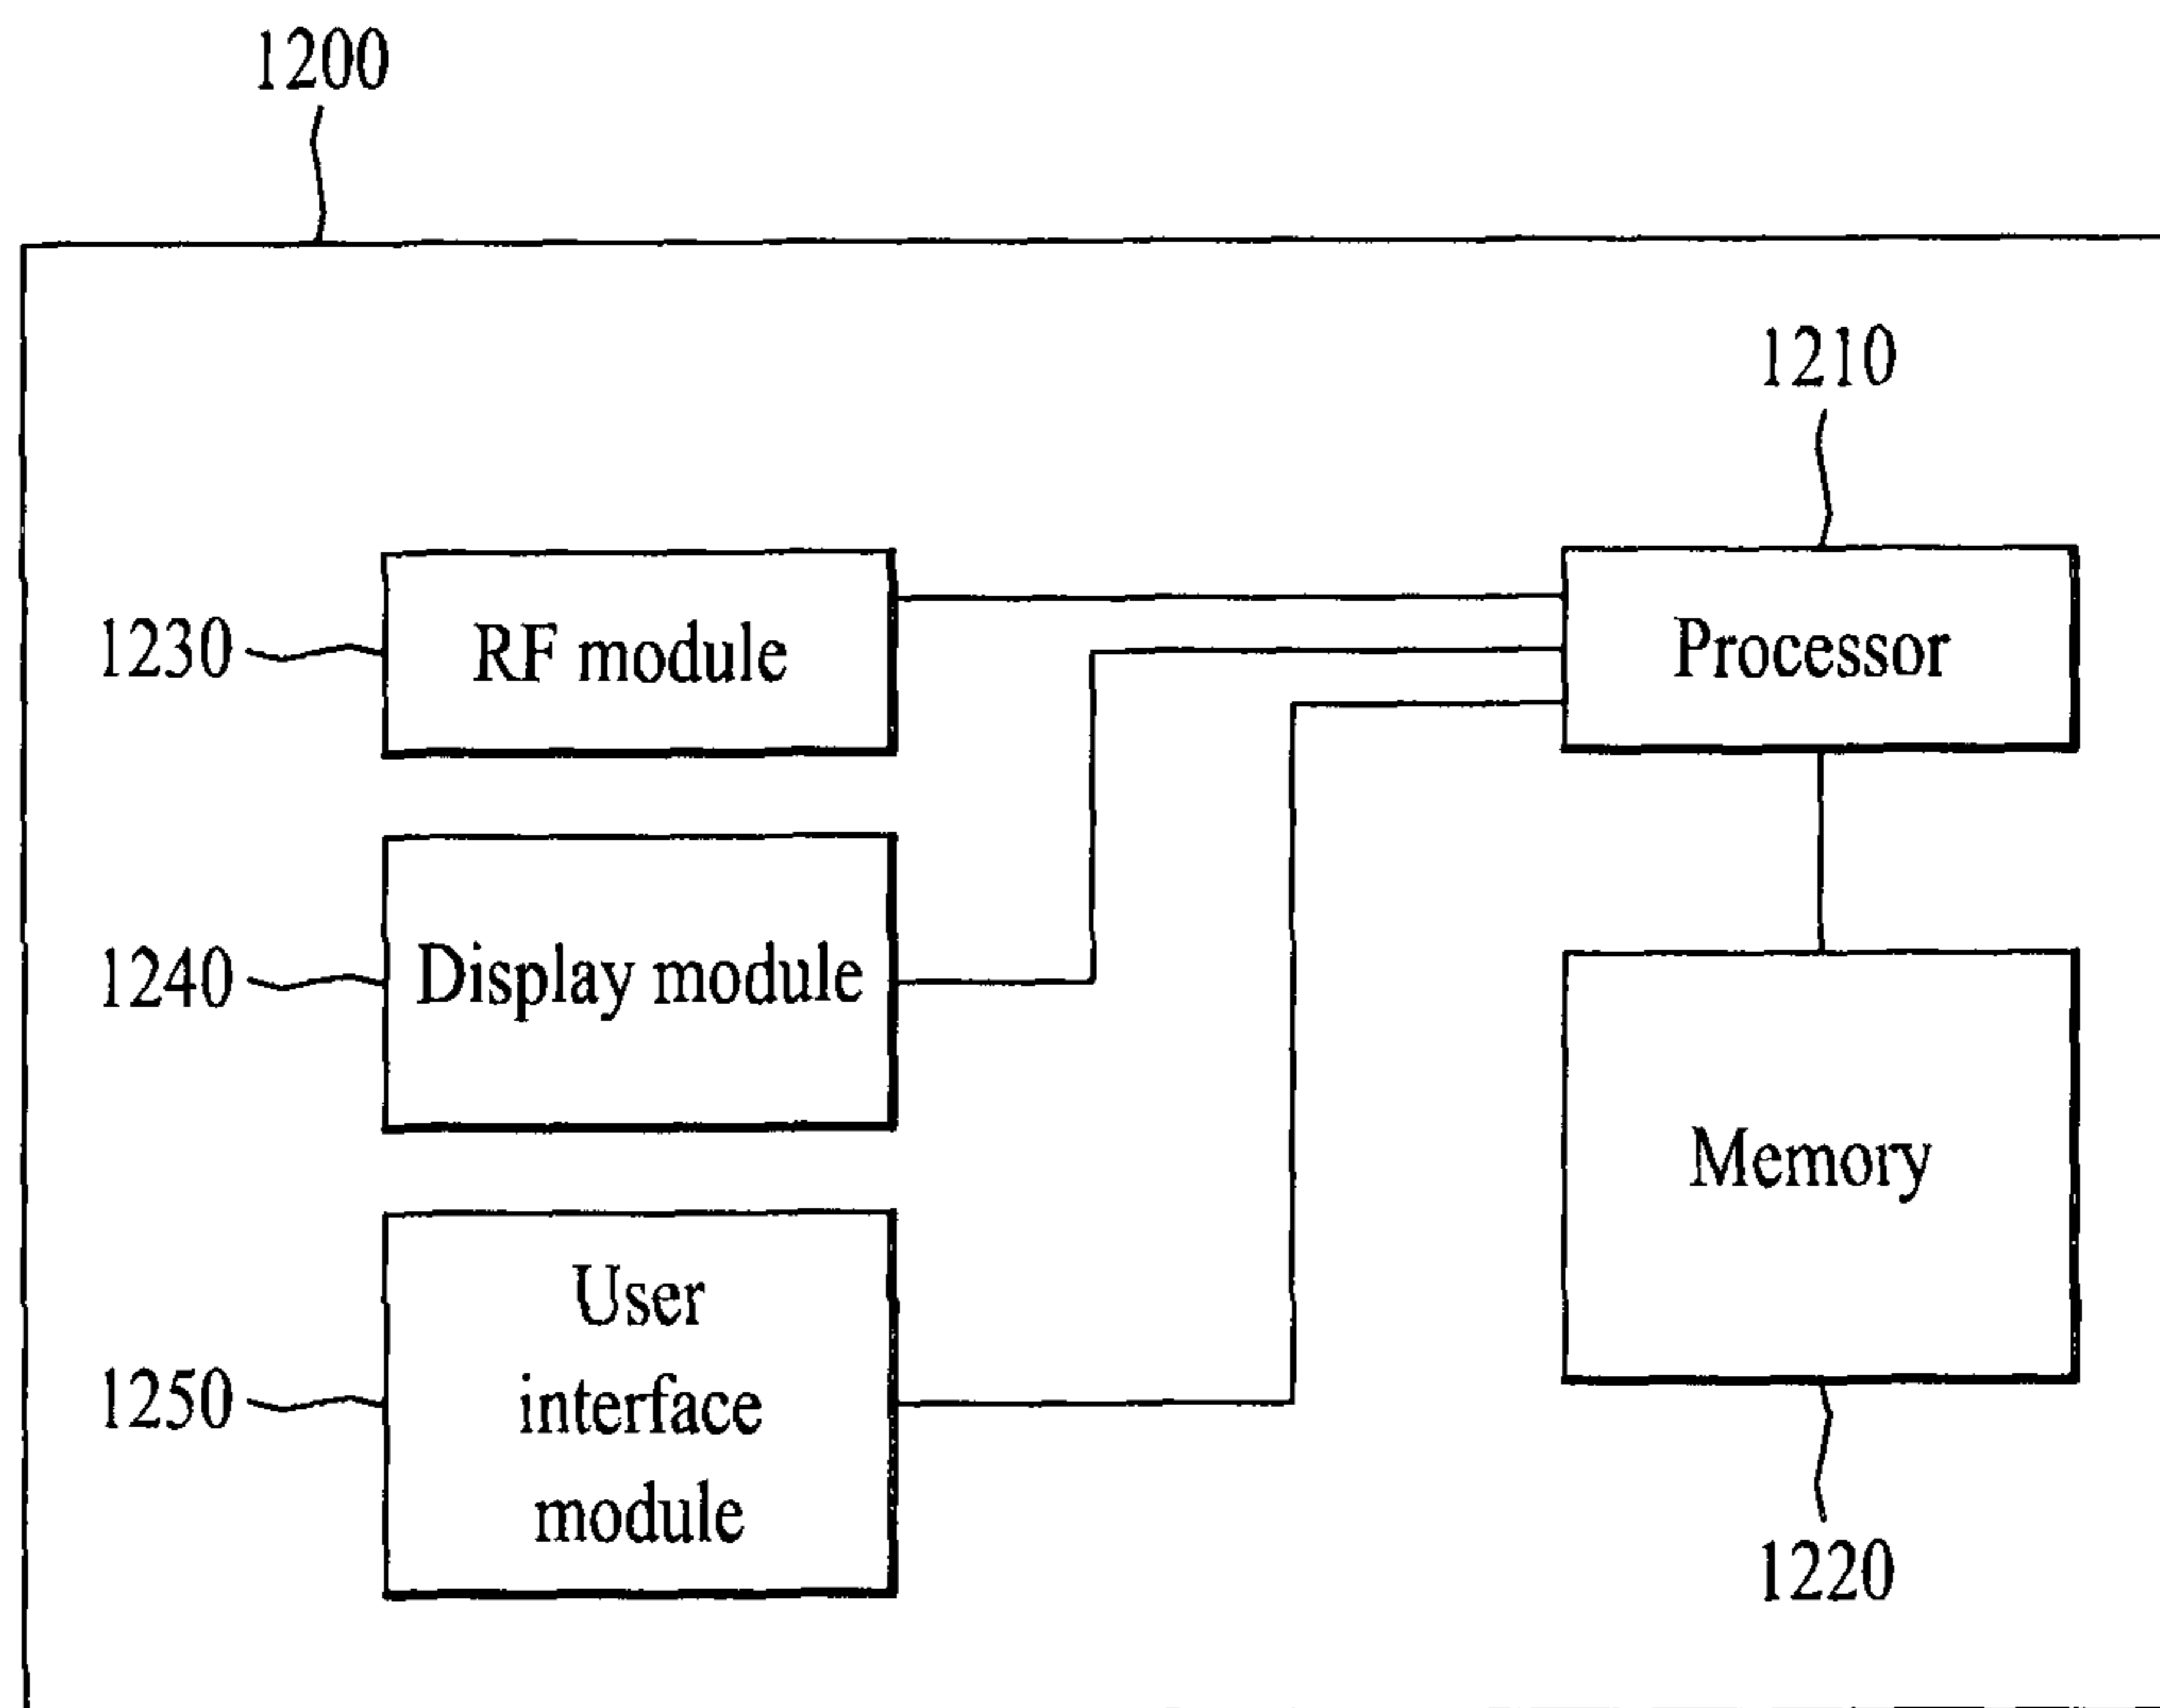 1200
1210
1230
RF module
Processor
1240
Display module
Memory
1250
User
interface
module
1220